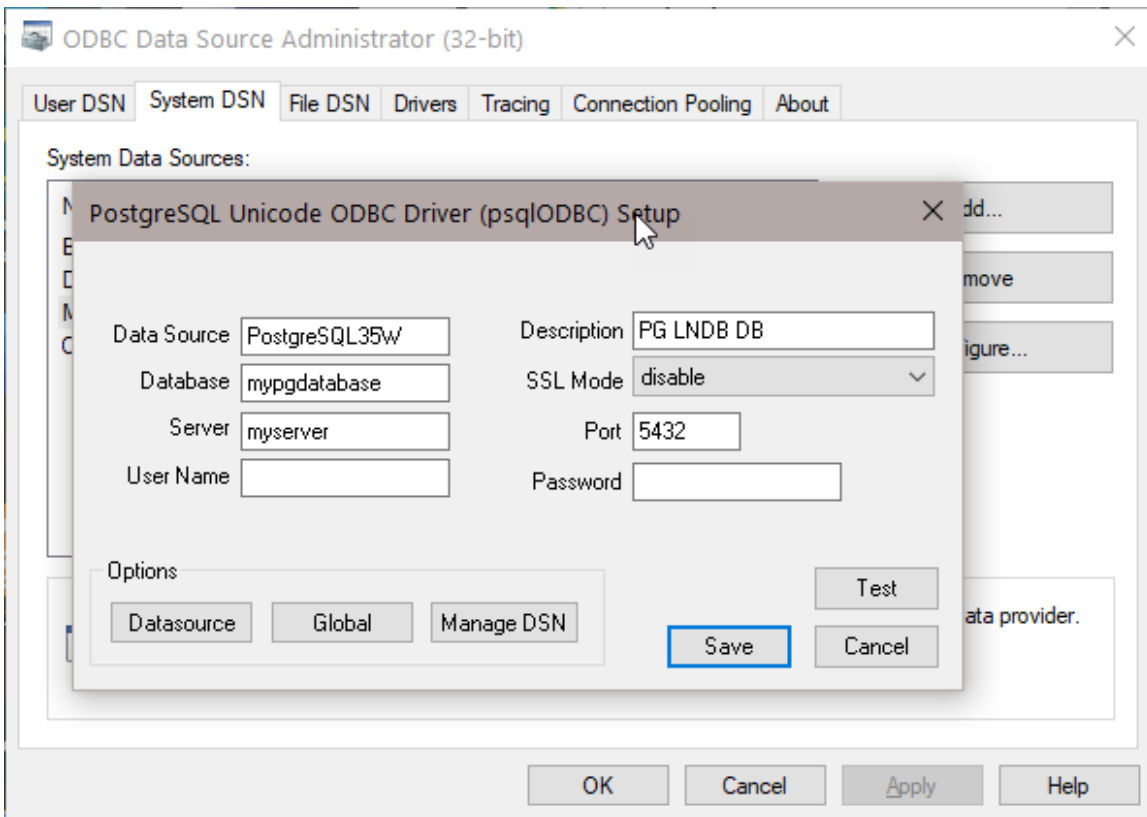 ODBC Data Source Administrator (32-bit)
User DSN System DSN File DSN Drivers Tracing Connection Pooling About
System Data Sources:
PostgreSQL Unicode ODBC Driver (psqlODBC) Setup
dd...
move
igure...
Data Source PostgreSQL35W Description PG LNDB DB
Database mypgdatabase SSL Mode disable
Server myserver Port 5432
User Name Password
Options
Datasource Global Manage DSN
Test
Save Cancel
ata provider.
OK Cancel Apply Help